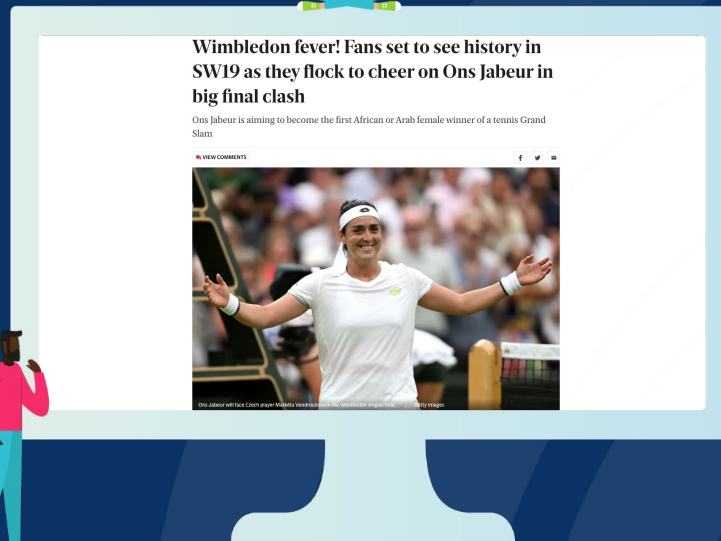 Wimbledon fever! Fans set to see history in
SW19 as they flock to cheer on Ons Jabeur in
big final clash
Ons Jabeur is aiming to become the first African or Arab female winner of a tennis Grand
Slam
VIEW COMMENTS
Ons Jabeur will face Czech player Markéta Vondroušova in the Wimbledon singles final / Getty Images